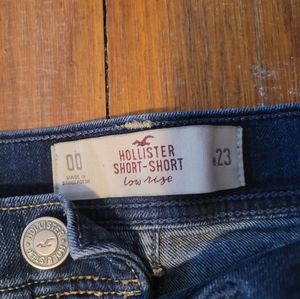 00
MADE IN
BANGLADESH
HOLLISTER
SHORT-SHORT
low rise
W23
HOLLISTER